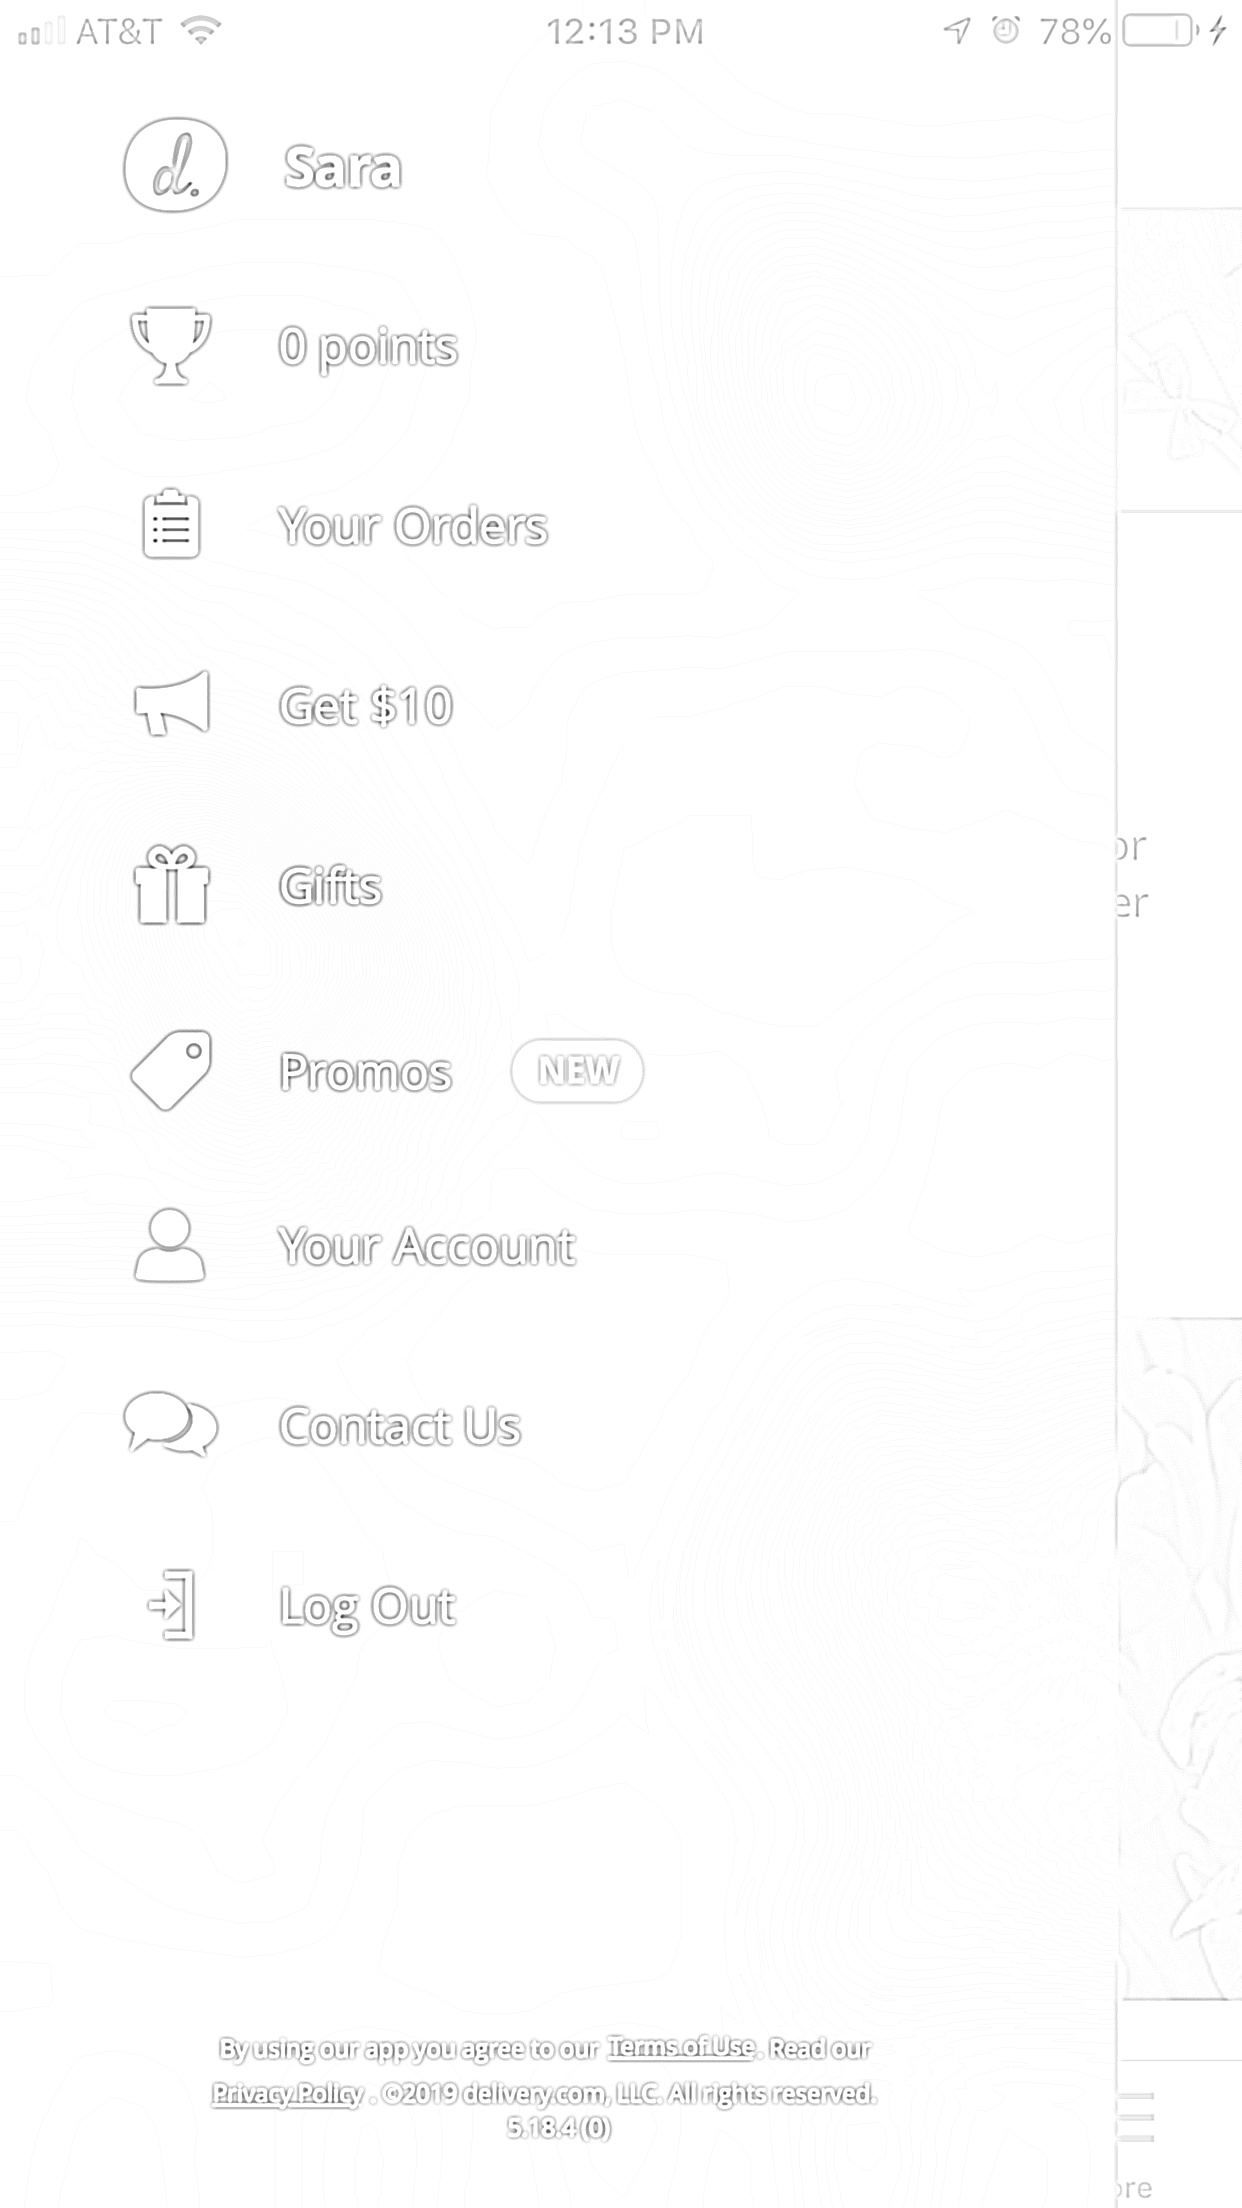 AT&T 12:13 PM 78%
d. Sara
0 points
Your Orders
Get $10
Gifts
Promos NEW
Your Account
Contact Us
Log Out
or
er
By using our app you agree to our Terms of Use. Read our
Privacy Policy. ©2019 delivery.com, LLC. All rights reserved.
5.18.4 (0)
ore